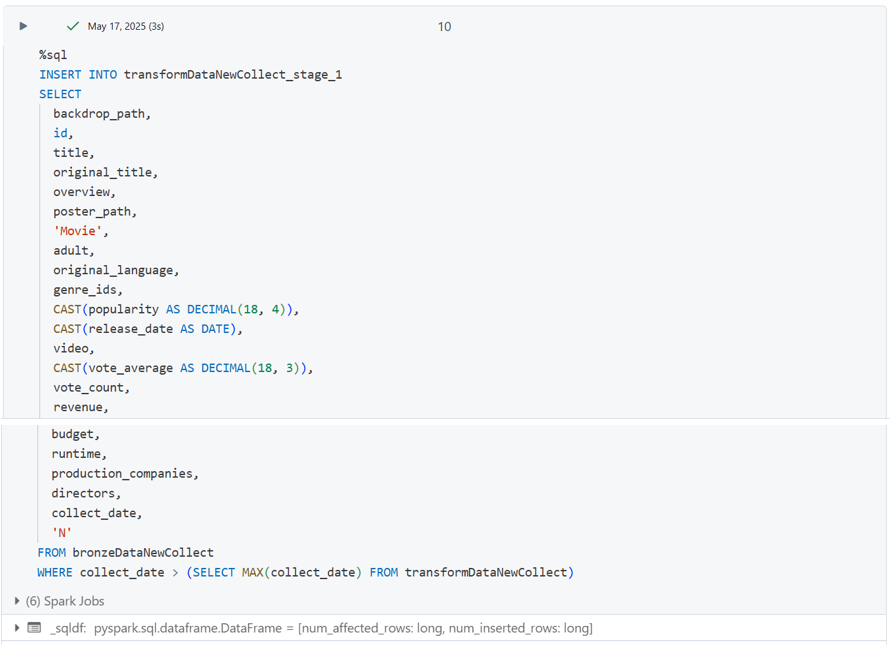 May 17, 2025 (3s)
10
%sql
INSERT INTO transformDataNewCollect_stage_1
SELECT
backdrop_path,
id,
title,
original_title,
overview,
poster_path,
'Movie',
adult,
original_language,
genre_ids,
CAST(popularity AS DECIMAL(18, 4)),
CAST(release_date AS DATE),
video,
CAST(vote_average AS DECIMAL(18, 3)),
vote_count,
revenue,
budget,
runtime,
production_companies,
directors,
collect_date,
'N'
FROM bronzeDataNewCollect
WHERE collect_date > (SELECT MAX(collect_date) FROM transformDataNewCollect)
(6) Spark Jobs
_sqldf: pyspark.sql.dataframe.DataFrame = [num_affected_rows: long, num_inserted_rows: long]